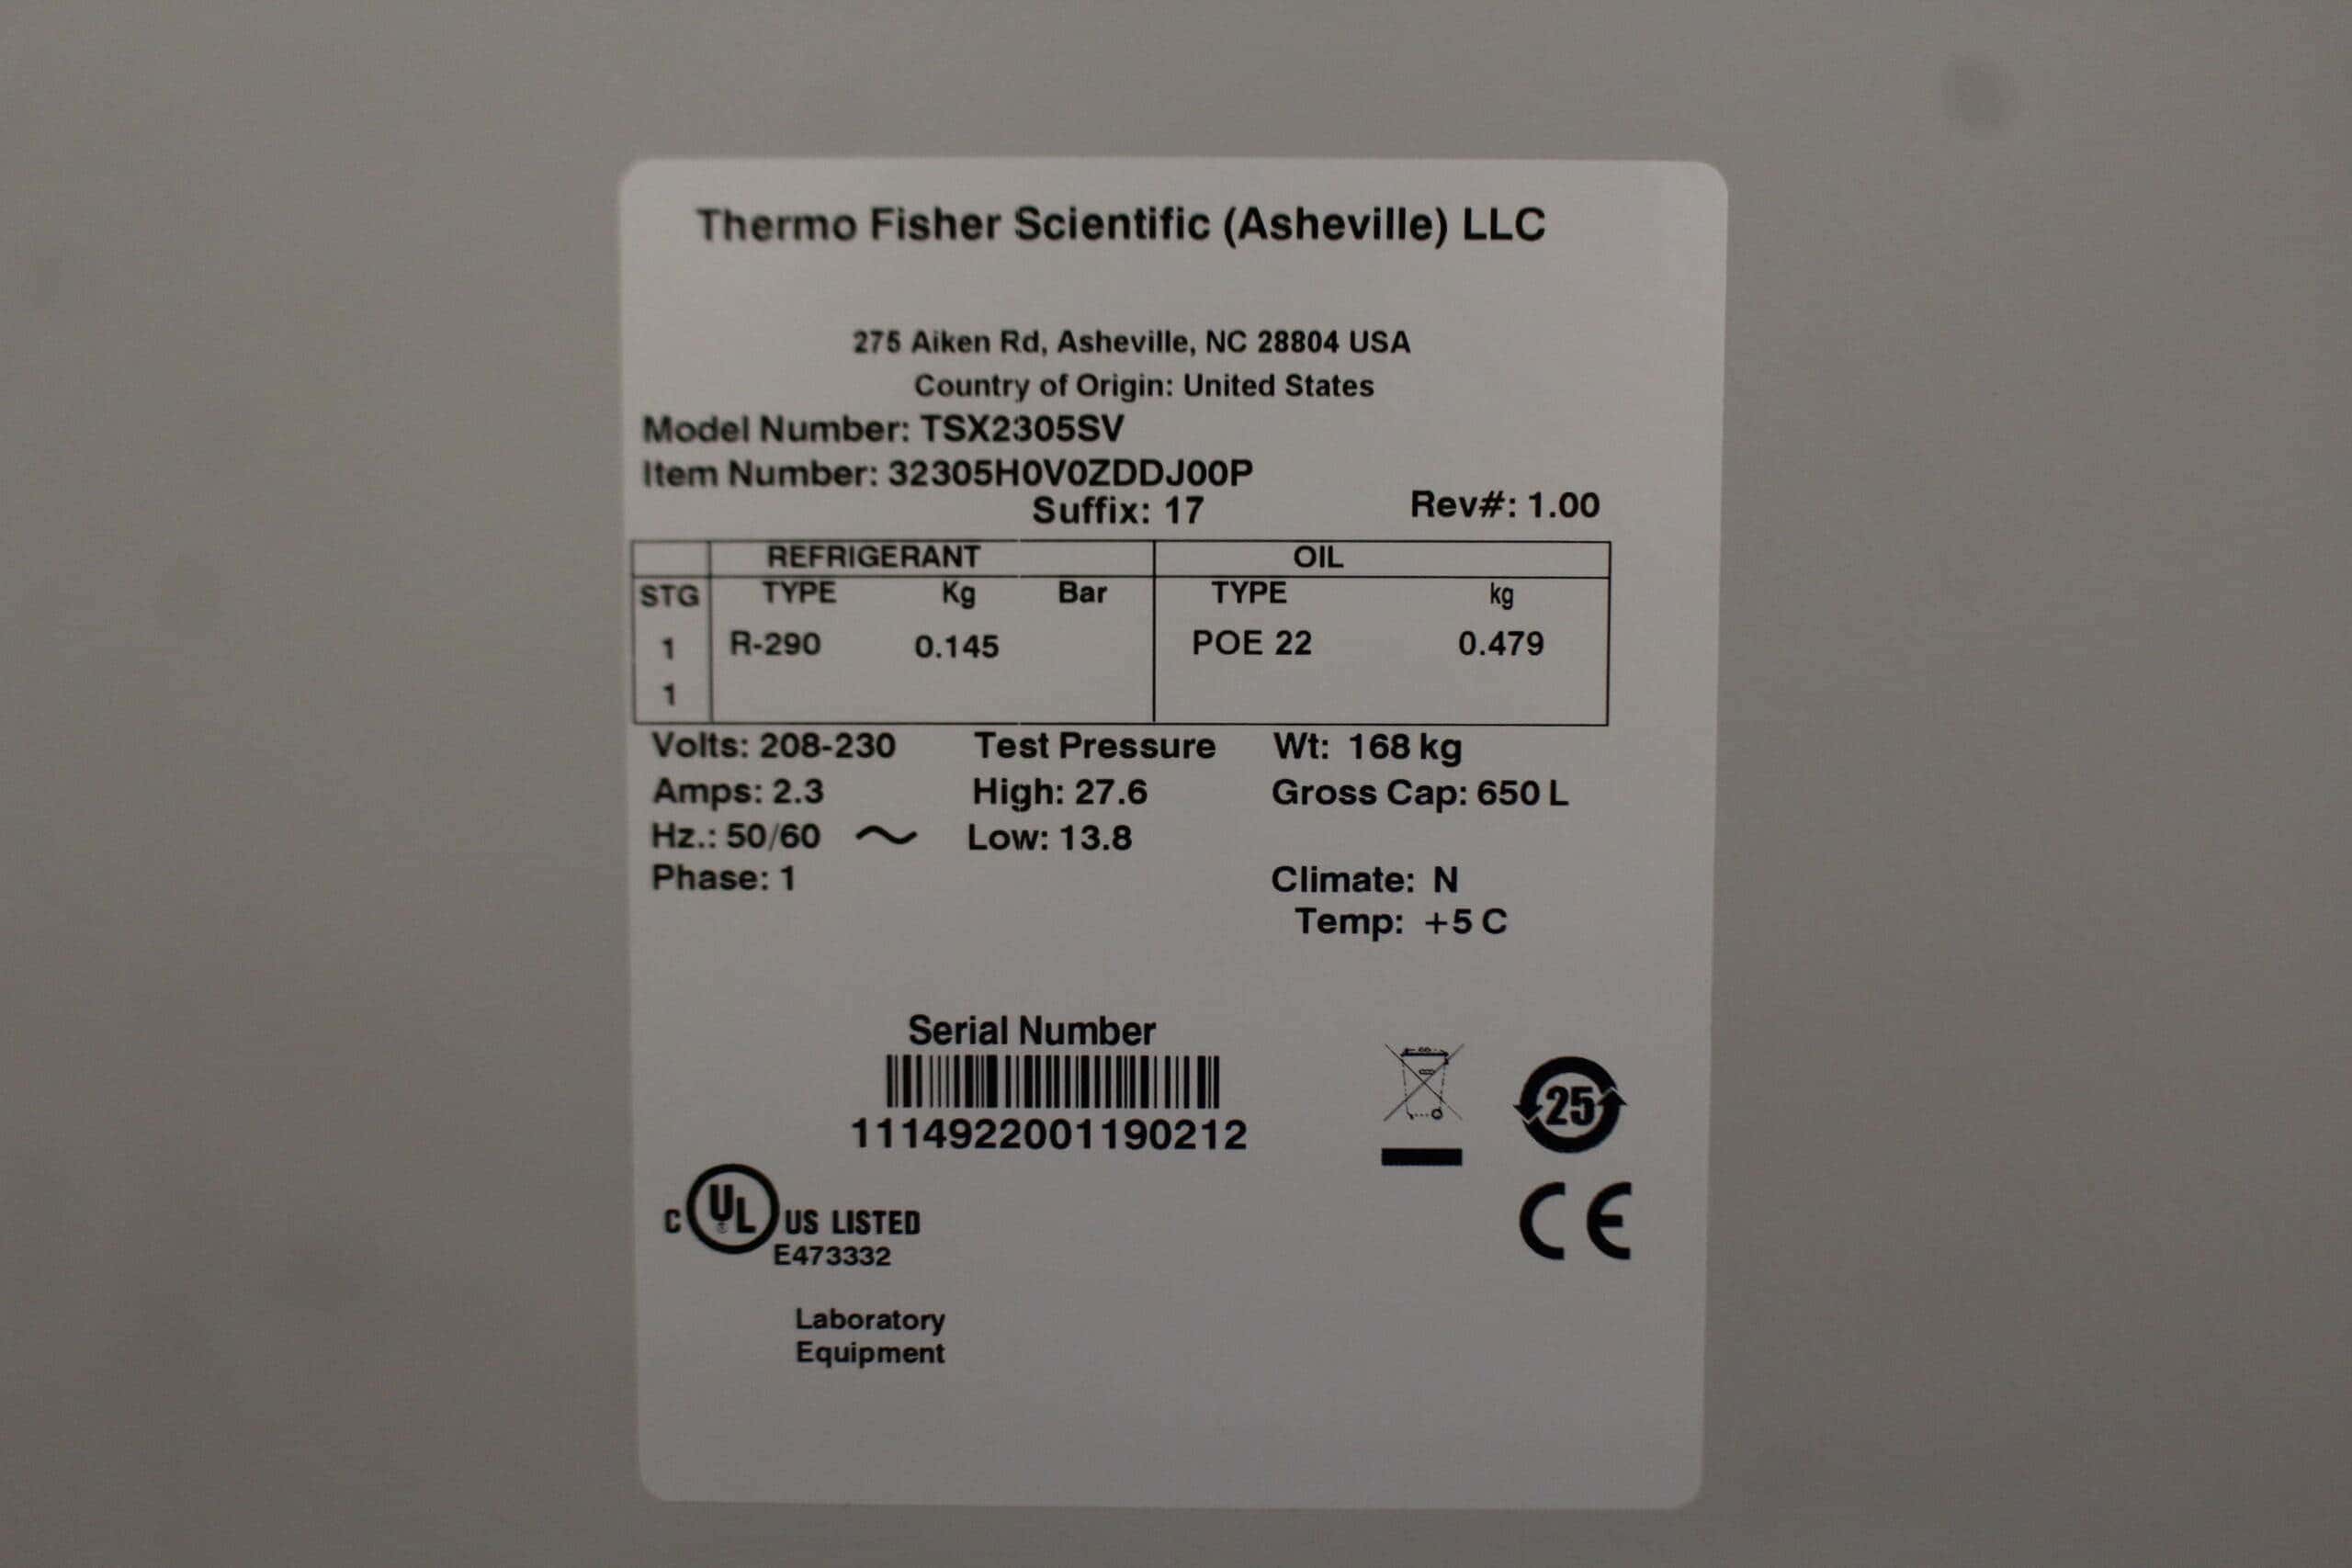 Thermo Fisher Scientific (Asheville) LLC
275 Aiken Rd, Asheville, NC 28804 USA
Country of Origin: United States
Model Number: TSX2305SV
Item Number: 32305H0V0ZDDJ00P
Suffix: 17 Rev#: 1.00
REFRIGERANT OIL
STG TYPE Kg Bar TYPE kg
1 R-290 0.145 POE 22 0.479
1
Volts: 208-230 Test Pressure Wt: 168 kg
Amps: 2.3 High: 27.6 Gross Cap: 650 L
Hz.: 50/60 ~ Low: 13.8
Phase: 1 Climate: N
Temp: +5 C
Serial Number
1114922001190212
25
C UL US LISTED
CE
E473332
Laboratory
Equipment